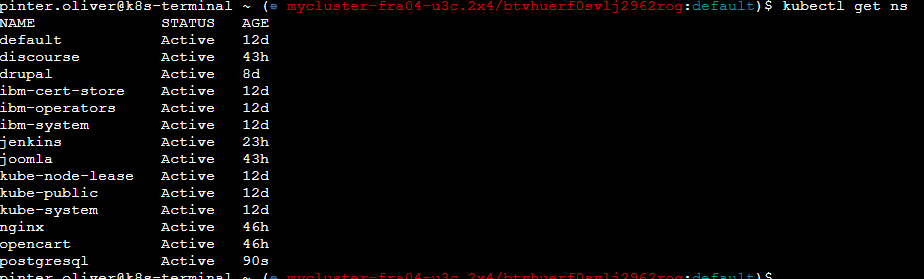 pinter.oliver@k8s-terminal ~ (⎈ mycluster-fra04-u3c.2x4/btvhuerf0svlj2962rog:default)$ kubectl get ns
NAME STATUS AGE
default Active 12d
discourse Active 43h
drupal Active 8d
ibm-cert-store Active 12d
ibm-operators Active 12d
ibm-system Active 12d
jenkins Active 23h
joomla Active 43h
kube-node-lease Active 12d
kube-public Active 12d
kube-system Active 12d
nginx Active 46h
opencart Active 46h
postgresql Active 90s
pinter.oliver@k8s-terminal ~ (⎈ mycluster-fra04-u3c.2x4/btvhuerf0svlj2962rog:default)$